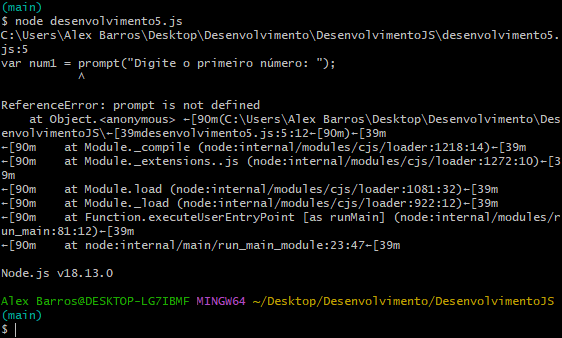 (main)
$ node desenvolvimento5.js
C:\Users\Alex Barros\Desktop\Desenvolvimento\DesenvolvimentoJS\desenvolvimento5.
js:5
var num1 = prompt("Digite o primeiro número: ");
^
ReferenceError: prompt is not defined
at Object.<anonymous> ←[90m(C:\Users\Alex Barros\Desktop\Desenvolvimento\Des
envolvimentoJS\←[39mdesenvolvimento5.js:5:12←[90m)←[39m
←[90m    at Module._compile (node:internal/modules/cjs/loader:1218:14)←[39m
←[90m    at Module._extensions..js (node:internal/modules/cjs/loader:1272:10)←[3
9m
←[90m    at Module.load (node:internal/modules/cjs/loader:1081:32)←[39m
←[90m    at Module._load (node:internal/modules/cjs/loader:922:12)←[39m
←[90m    at Function.executeUserEntryPoint [as runMain] (node:internal/modules/r
un_main:81:12)←[39m
←[90m    at node:internal/main/run_main_module:23:47←[39m
Node.js v18.13.0
Alex Barros@DESKTOP-LG7IBMF MINGW64 ~/Desktop/Desenvolvimento/DesenvolvimentoJS
(main)
$